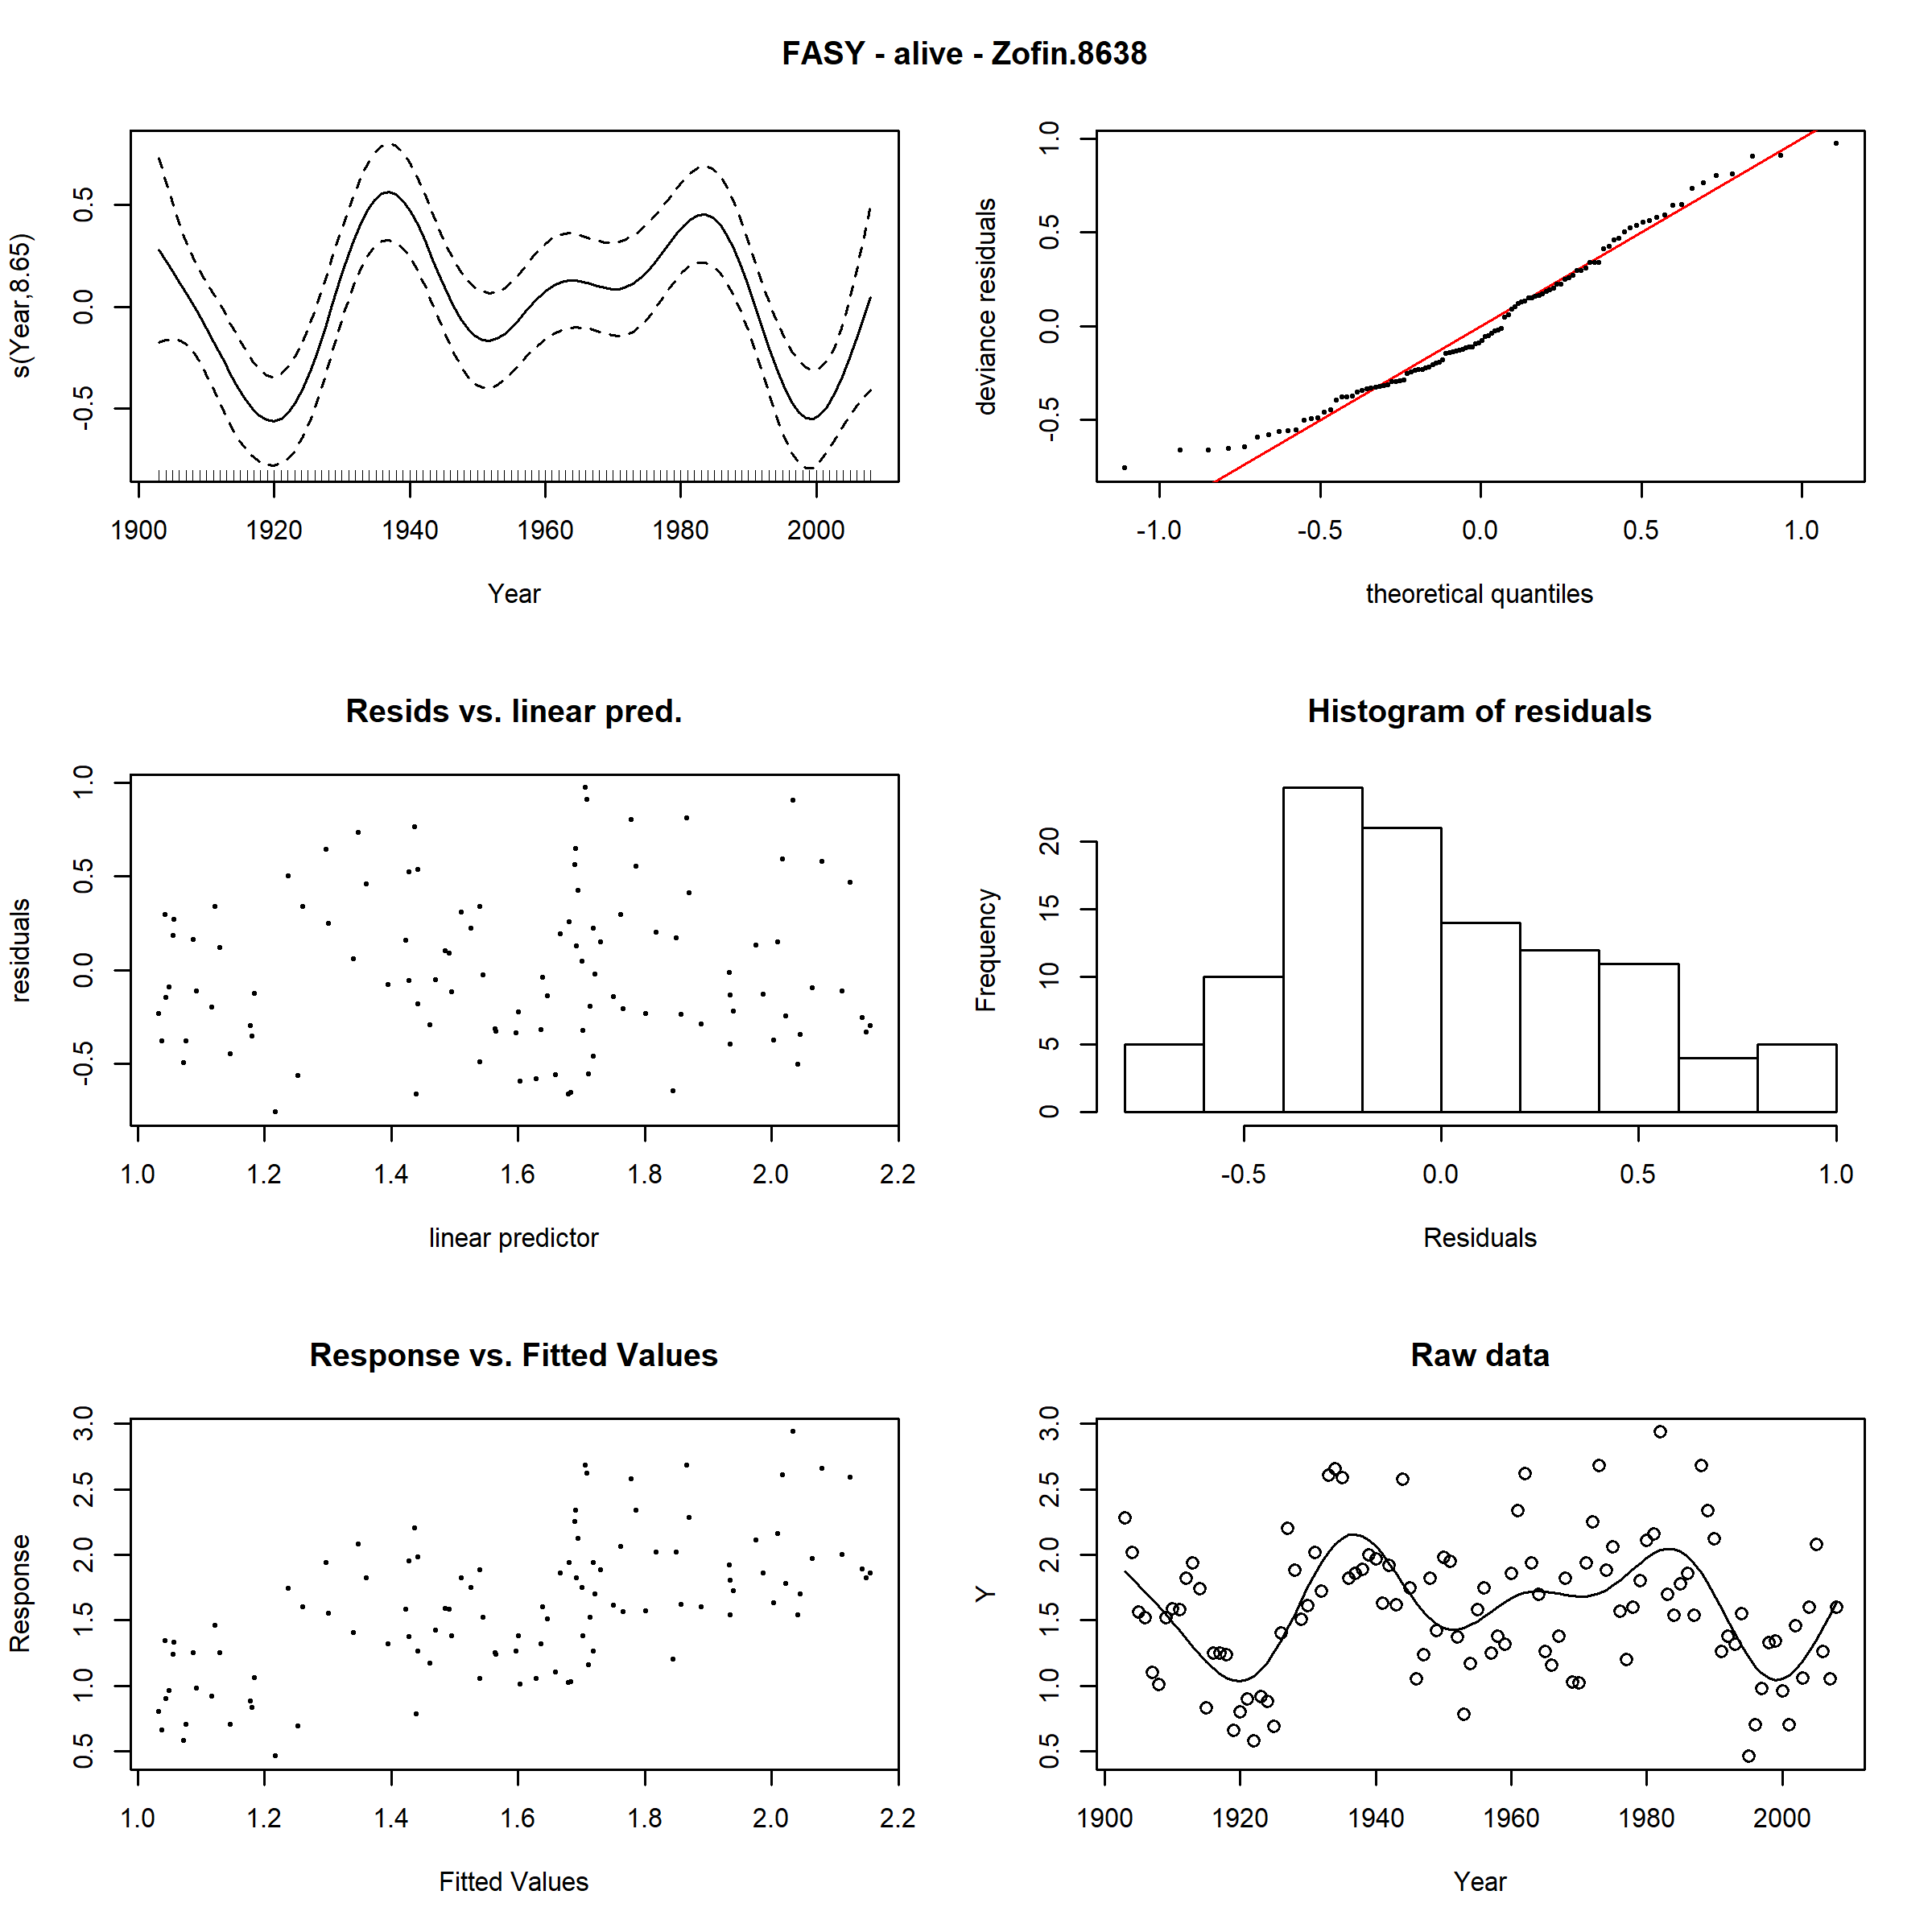 FASY - alive - Zofin.8638
s(Year,8.65)
-0.5 0.0 0.5
1900 1920 1940 1960 1980 2000
Year
deviance residuals
-0.5 0.0 0.5 1.0
-1.0 -0.5 0.0 0.5 1.0
theoretical quantiles
Resids vs. linear pred.
residuals
-0.5 0.0 0.5 1.0
1.0 1.2 1.4 1.6 1.8 2.0 2.2
linear predictor
Histogram of residuals
Frequency
0 5 10 15 20
-0.5 0.0 0.5 1.0
Residuals
Response vs. Fitted Values
Response
0.5 1.0 1.5 2.0 2.5 3.0
1.0 1.2 1.4 1.6 1.8 2.0 2.2
Fitted Values
Raw data
Y
0.5 1.0 1.5 2.0 2.5 3.0
1900 1920 1940 1960 1980 2000
Year